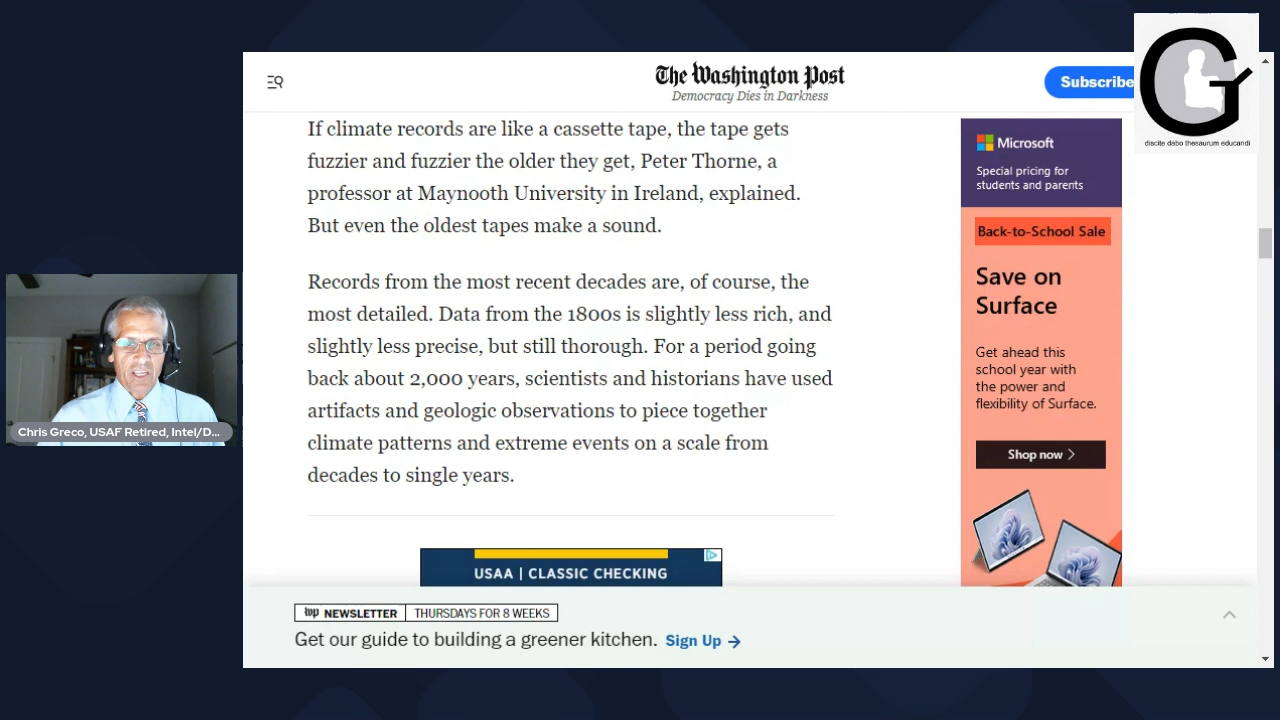 The Washington Post
Democracy Dies in Darkness
Subscribe
discite dabo thesaurum educandi
If climate records are like a cassette tape, the tape gets
fuzzier and fuzzier the older they get, Peter Thorne, a
professor at Maynooth University in Ireland, explained.
But even the oldest tapes make a sound.
Records from the most recent decades are, of course, the
most detailed. Data from the 1800s is slightly less rich, and
slightly less precise, but still thorough. For a period going
back about 2,000 years, scientists and historians have used
artifacts and geologic observations to piece together
climate patterns and extreme events on a scale from
decades to single years.
Microsoft
Special pricing for
students and parents
Back-to-School Sale
Save on
Surface
Get ahead this
school year with
the power and
flexibility of Surface.
Shop now
Chris Greco, USAF Retired, Intel/D...
USAA | CLASSIC CHECKING
wp NEWSLETTER THURSDAYS FOR 8 WEEKS
Get our guide to building a greener kitchen. Sign Up →